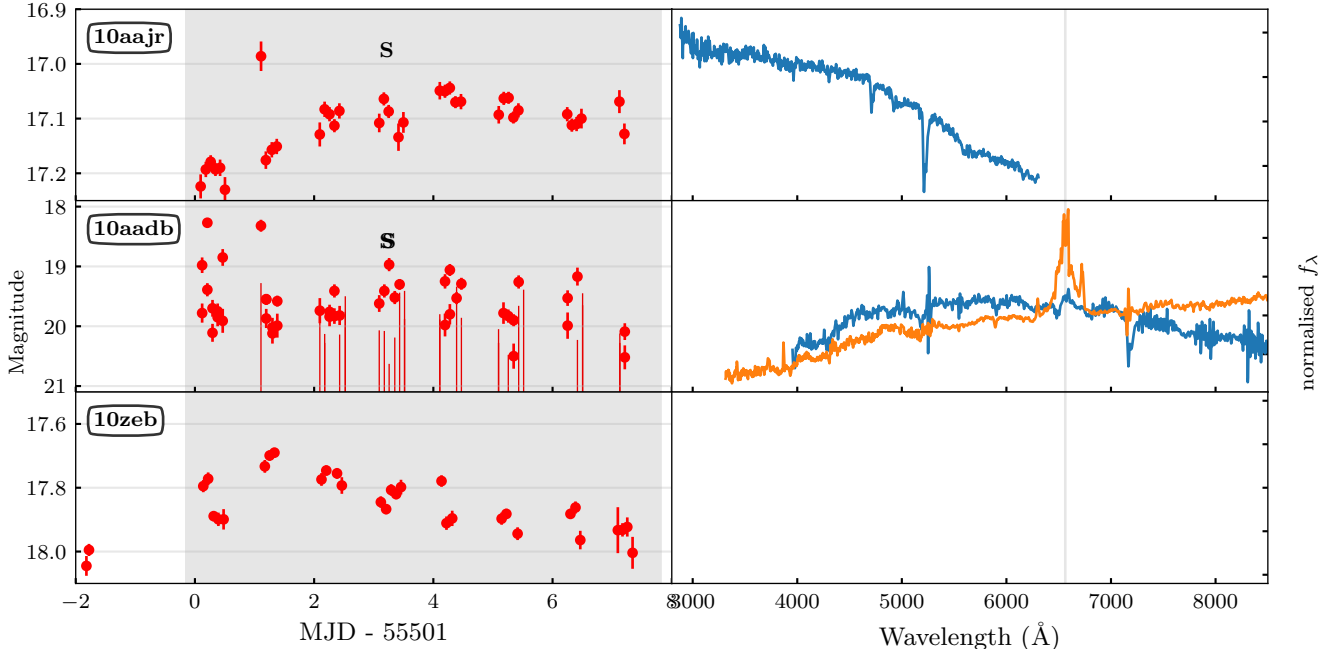 16.9
10aajr
17.0
S
17.1
17.2
18
10aadb
S
19
20
21
Magnitude
normalised fλ
17.6
10zeb
17.8
18.0
−2 0 2 4 6 8
3000 4000 5000 6000 7000 8000
MJD - 55501
Wavelength (Å)